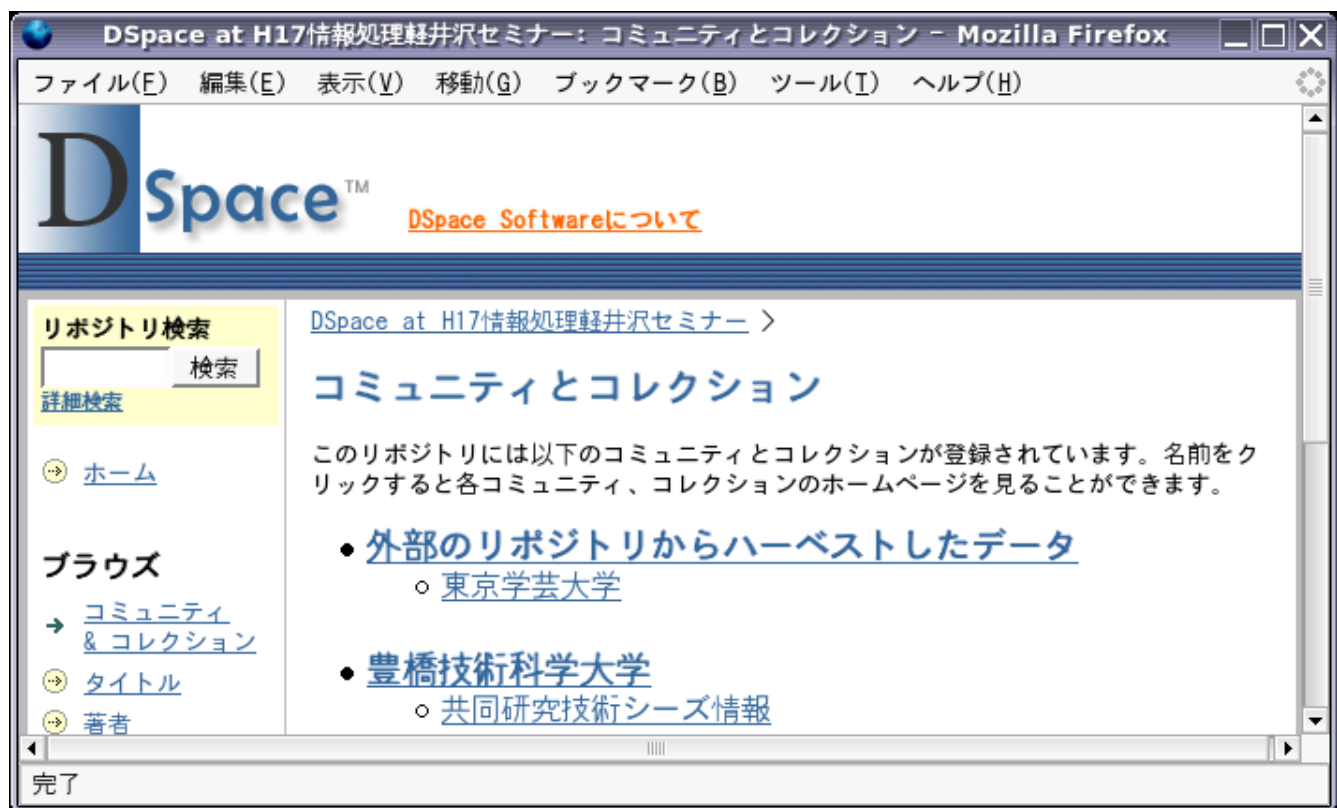 DSpace at H17情報処理軽井沢セミナー: コミュニティとコレクション - Mozilla Firefox
ファイル(F) 編集(E) 表示(V) 移動(G) ブックマーク(B) ツール(T) ヘルプ(H)
DSpace™
DSpace Softwareについて
リポジトリ検索
検索
詳細検索
ホーム
ブラウズ
コミュニティ
& コレクション
タイトル
著者
DSpace at H17情報処理軽井沢セミナー >
コミュニティとコレクション
このリポジトリには以下のコミュニティとコレクションが登録されています。名前をク
リックすると各コミュニティ、コレクションのホームページを見ることができます。
外部のリポジトリからハーベストしたデータ
東京学芸大学
豊橋技術科学大学
共同研究技術シーズ情報
完了